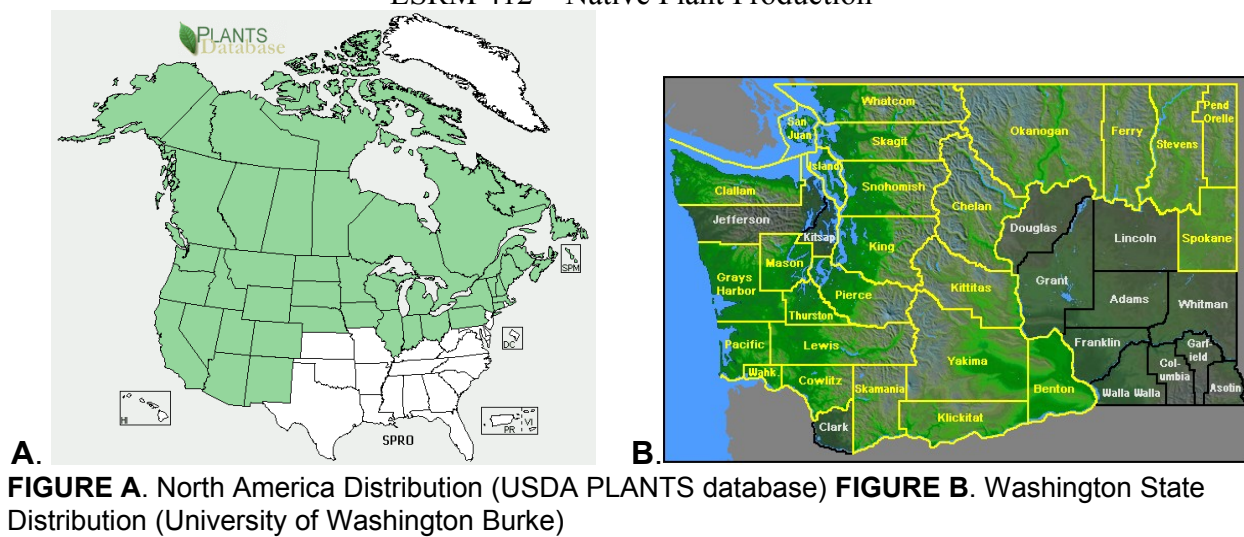 ESRM 412 – Native Plant Production
PLANTS
Database
SPM
DC
HI
PR
VI
SPRO
A.
Whatcom
San
Juan
Skagit
Island
Okanogan
Ferry
Pend
Orelle
Stevens
Clallam
Snohomish
Chelan
Jefferson
Kitsap
Douglas
Lincoln
Spokane
King
Mason
Grays
Harbor
Grant
Kittitas
Pierce
Adams
Whitman
Thurston
Pacific
Lewis
Yakima
Franklin
Garf-
ield
Wahk.
Cowlitz
Skamania
Benton
Col-
umbia
Walla Walla
Asotin
Klickitat
Clark
B.
FIGURE A. North America Distribution (USDA PLANTS database) FIGURE B. Washington State
Distribution (University of Washington Burke)